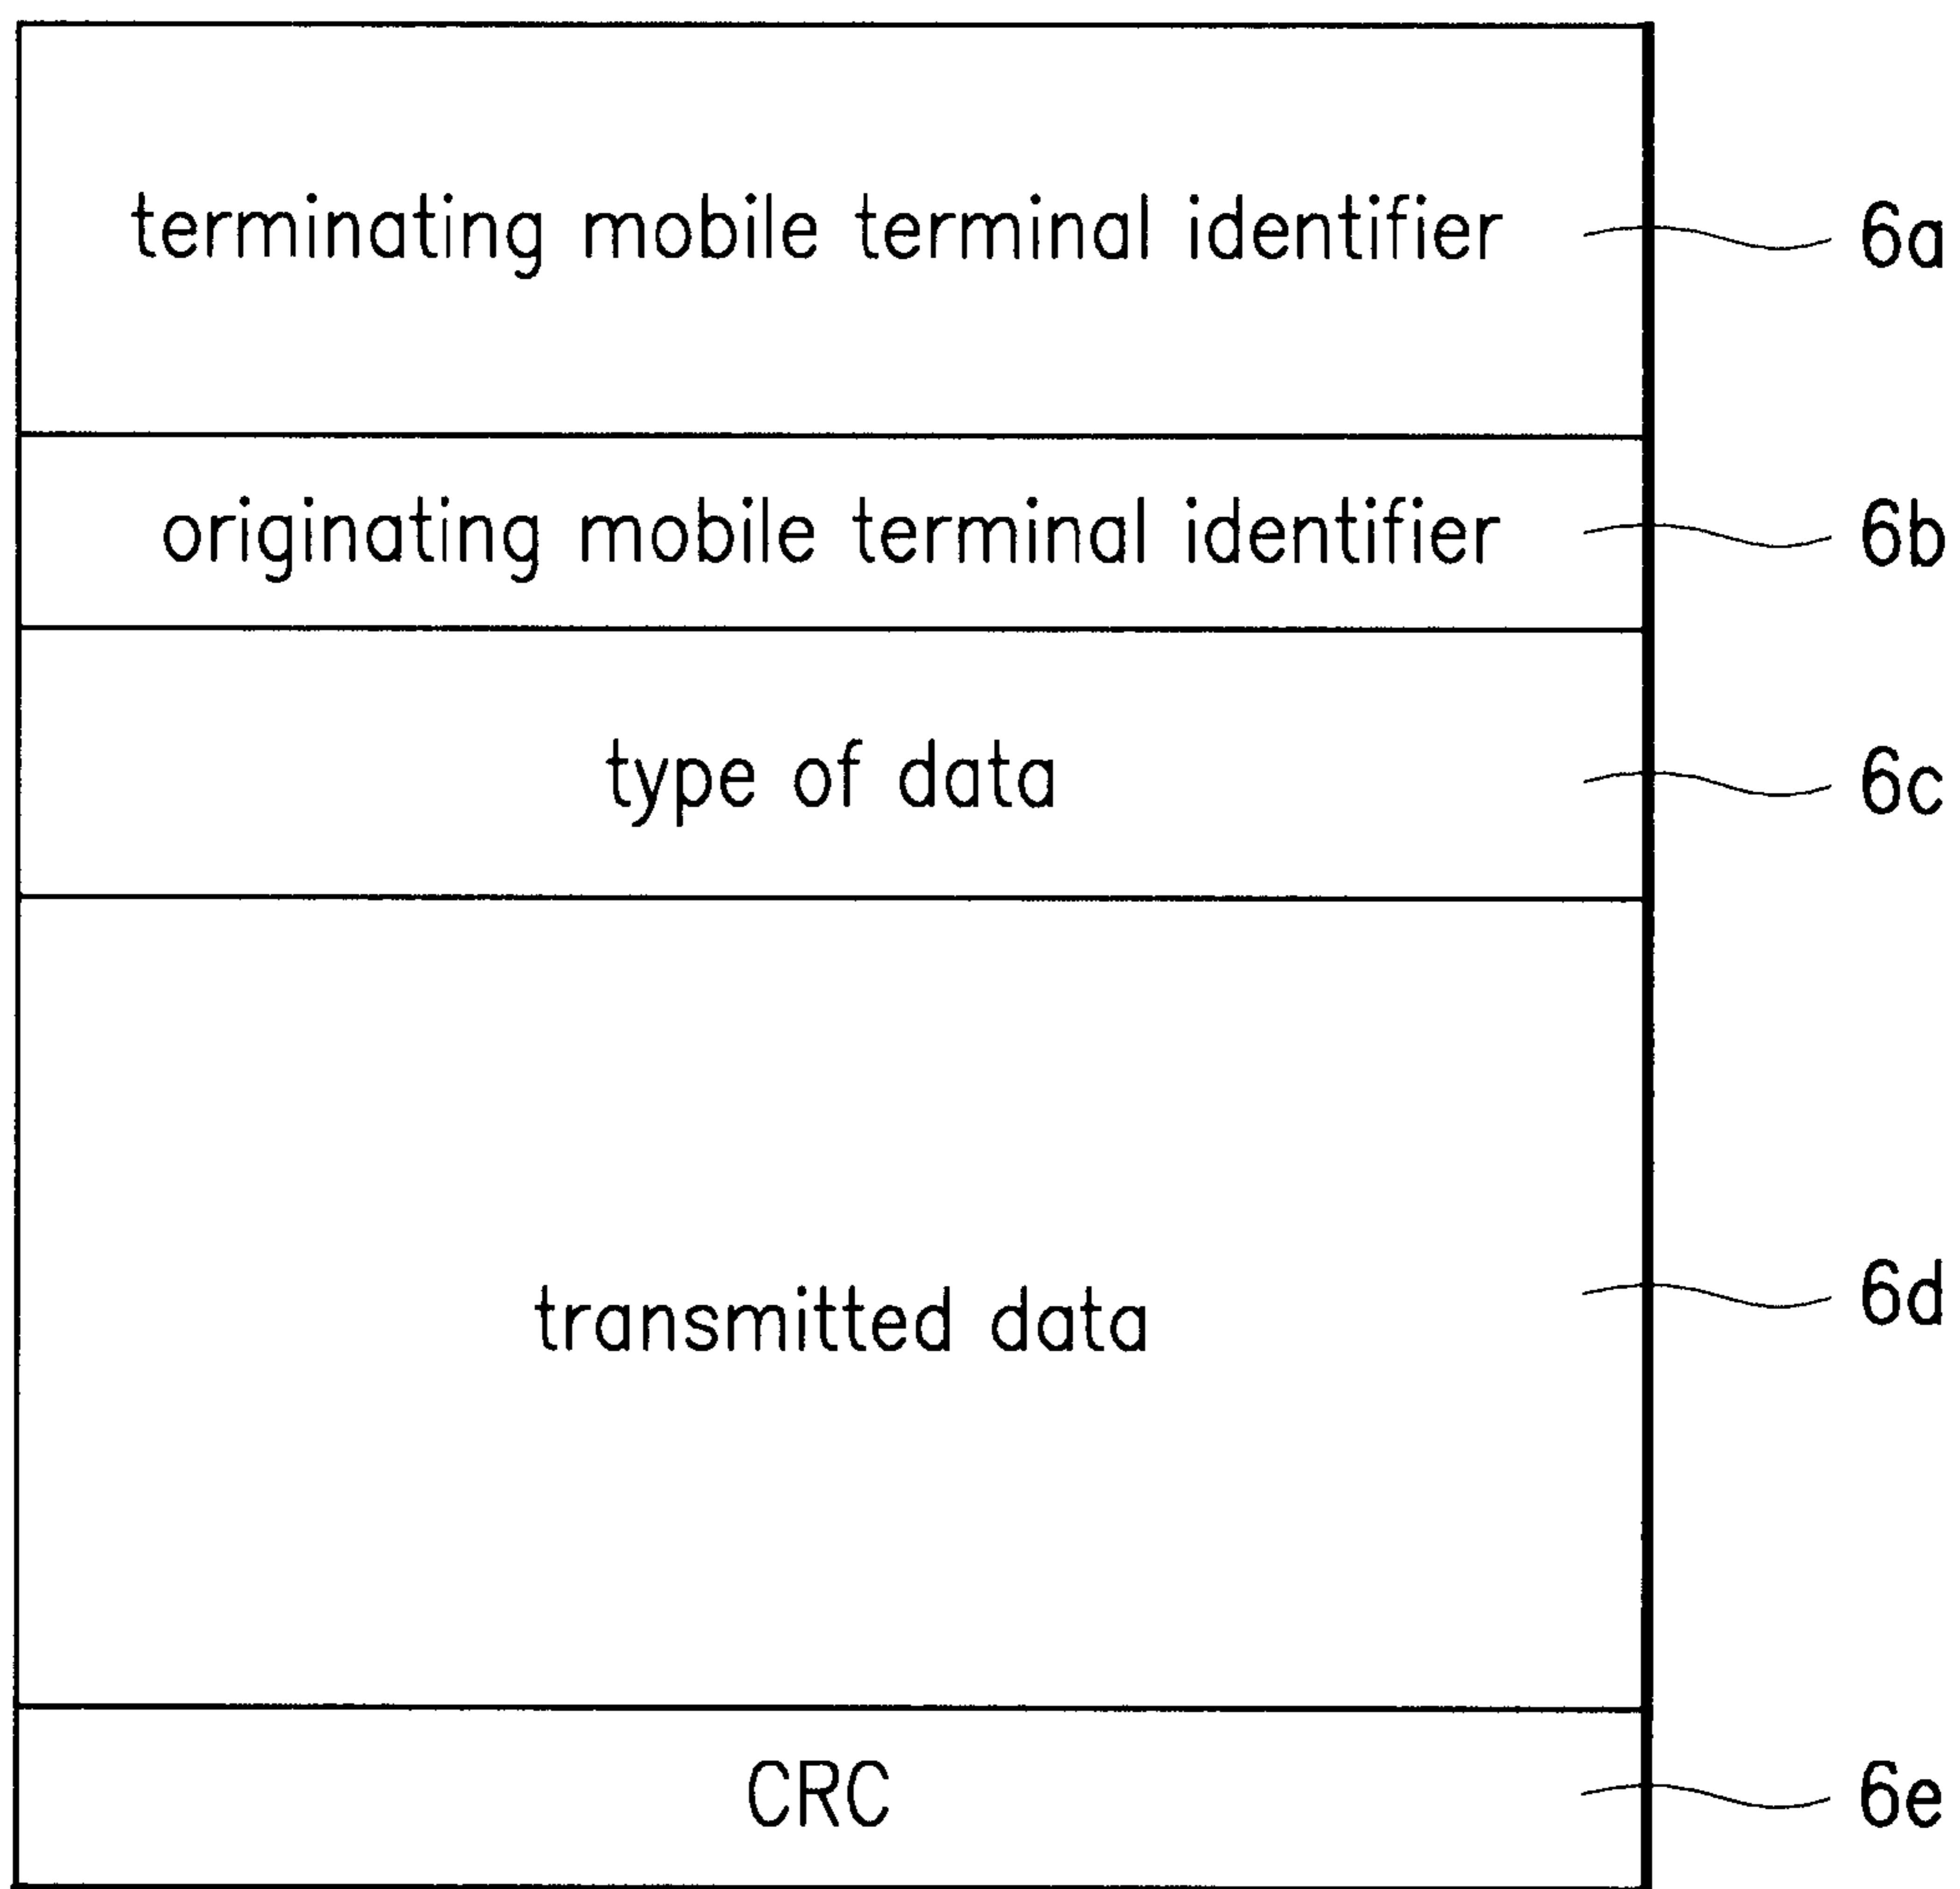 terminating mobile terminal identifier 6a
originating mobile terminal identifier 6b
type of data 6c
transmitted data 6d
CRC 6e